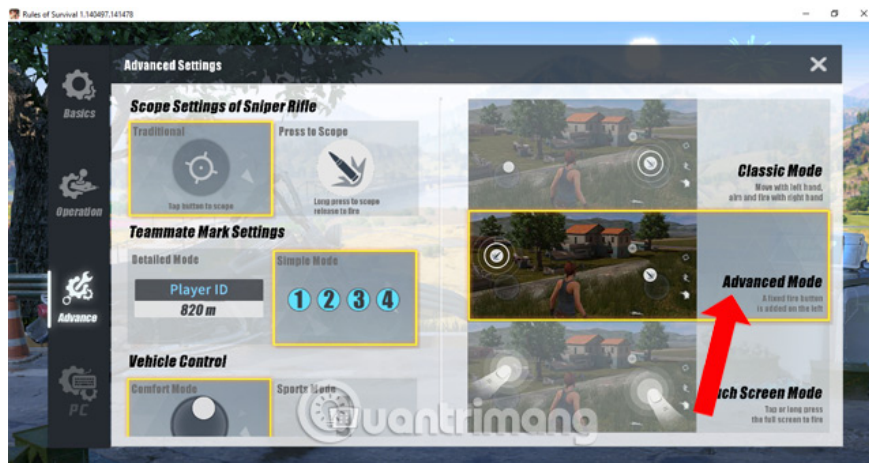 Rules of Survival 1.140497.141478
Advanced Settings
Basics
Operation
Advance
PC
Scope Settings of Sniper Rifle
Traditional
Tap button to scope
Press to Scope
Long press to scope
release to fire
Teammate Mark Settings
Detailed Mode
Player ID
820 m
Simple Mode
1 2 3 4
Vehicle Control
Comfort Mode
Sports Mode
Classic Mode
Move with left hand,
aim and fire with right hand
Advanced Mode
A fixed fire button
is added on the left
uch Screen Mode
Tap or long press
the full screen to fire
Quantrimang